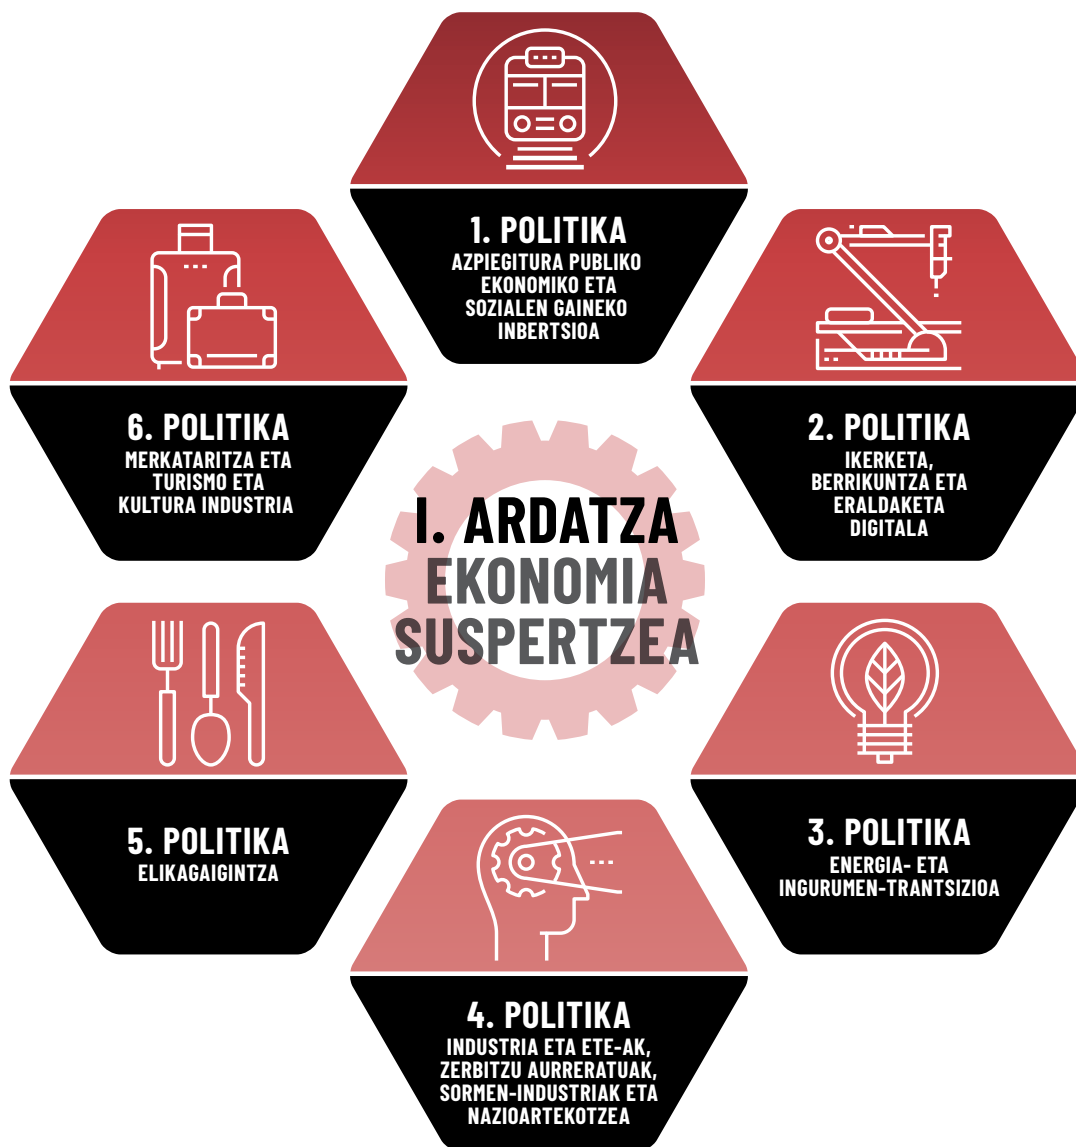 1. POLITIKA
AZPIEGITURA PUBLIKO
EKONOMIKO ETA
SOZIALEN GAINEKO
INBERTSIOA
2. POLITIKA
IKERKETA,
BERRIKUNTZA ETA
ERALDAKETA
DIGITALA
3. POLITIKA
ENERGIA- ETA
INGURUMEN-TRANTSIZIOA
4. POLITIKA
INDUSTRIA ETA ETE-AK,
ZERBITZU AURRERATUAK,
SORMEN-INDUSTRIAK ETA
NAZIOARTEKOTZEA
5. POLITIKA
ELIKAGAIGINTZA
6. POLITIKA
MERKATARITZA ETA
TURISMO ETA
KULTURA INDUSTRIA
I. ARDATZA
EKONOMIA
SUSPERTZEA